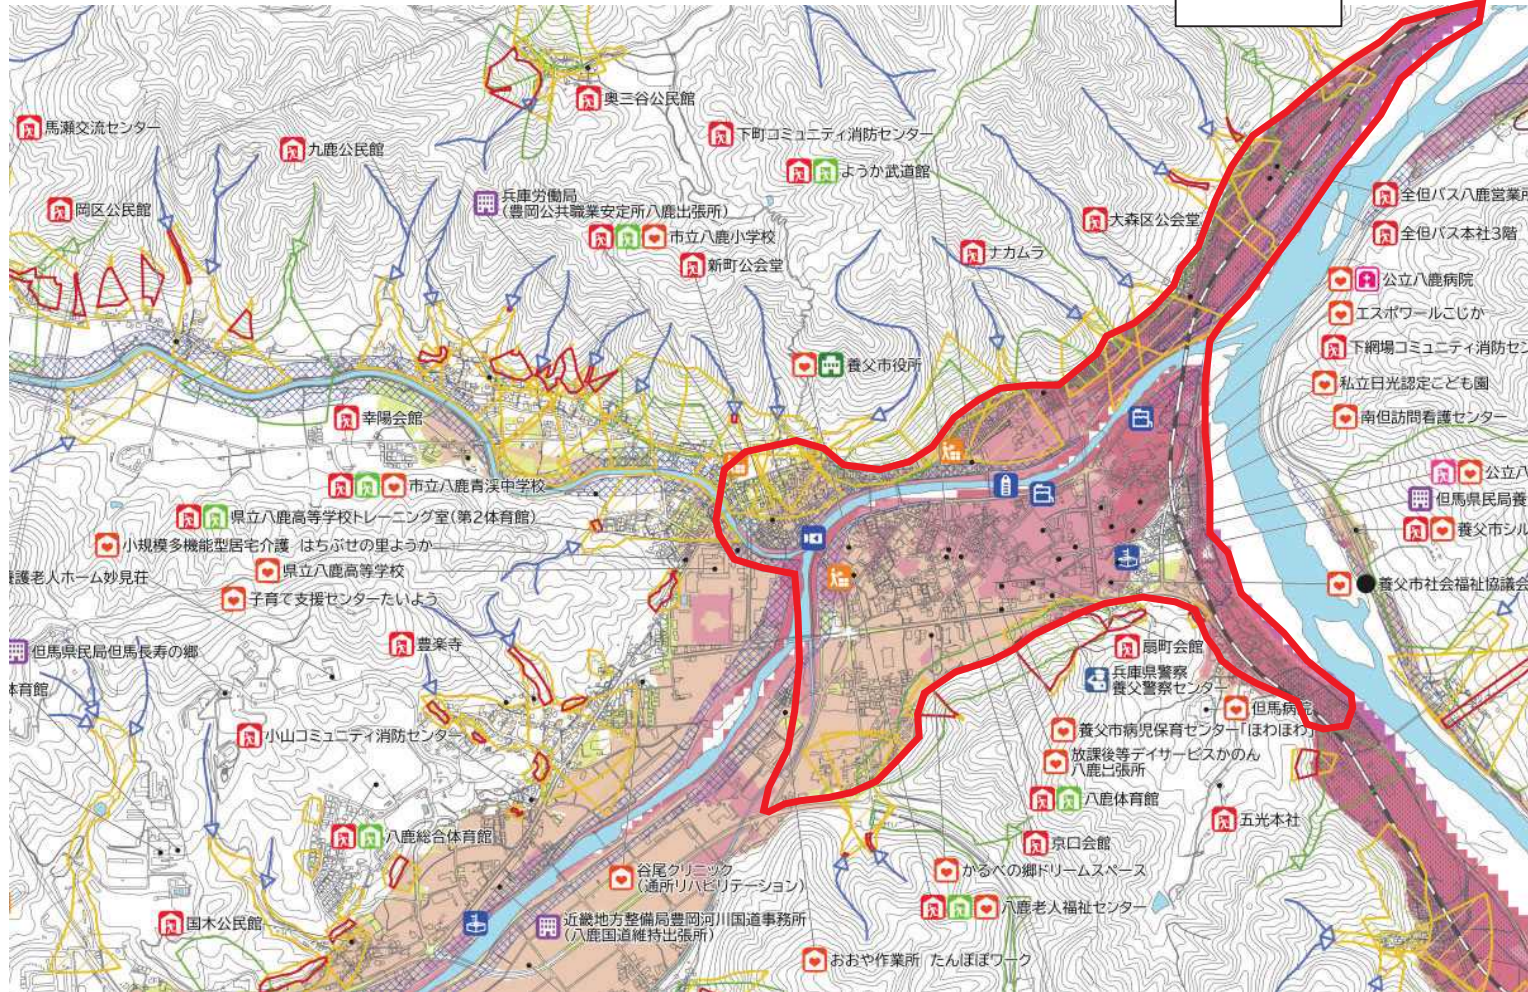 奥三谷公民館
馬瀬交流センター
下町コミュニティ消防センター
九鹿公民館
ようか武道館
兵庫労働局
(豊岡公共職業安定所八鹿出張所)
全但バス八鹿営業所
岡区公民館
大森区公会堂
市立八鹿小学校
全但バス本社3階
ナカムラ
新町公会堂
公立八鹿病院
エスポワールこじか
下網場コミュニティ消防セン
養父市役所
私立日光認定こども園
幸陽会館
南但訪問看護センター
公立八
市立八鹿青渓中学校
但馬県民局養
県立八鹿高等学校トレーニング室(第2体育館)
養父市シル
小規模多機能型居宅介護 はちぶせの里ようか
県立八鹿高等学校
護老人ホーム妙見荘
養父市社会福祉協議会
子育て支援センターたいよう
豊楽寺
扇町会館
但馬県民局但馬長寿の郷
兵庫県警察
養父警察センター
体育館
但馬病院
養父市病児保育センター「ほわほわ」
小山コミュニティ消防センター
放課後等デイサービスかのん
八鹿出張所
八鹿体育館
五光本社
八鹿総合体育館
京口会館
谷尾クリニック
(通所リハビリテーション)
かるべの郷ドリームスペース
八鹿老人福祉センター
国木公民館
近畿地方整備局豊岡河川国道事務所
(八鹿国道維持出張所)
おおや作業所 たんぽぽワーク